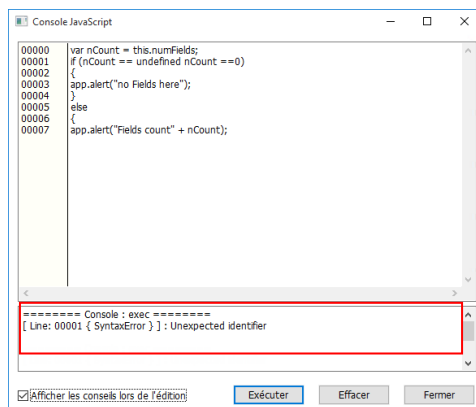 Console JavaScript
00000 var nCount = this.numFields;
00001 if (nCount == undefined nCount ==0)
00002 {
00003 app.alert("no Fields here");
00004 }
00005 else
00006 {
00007 app.alert("Fields count" + nCount);
======== Console : exec ========
[ Line: 00001 { SyntaxError } ] : Unexpected identifier
Afficher les conseils lors de l'édition
Exécuter
Effacer
Fermer